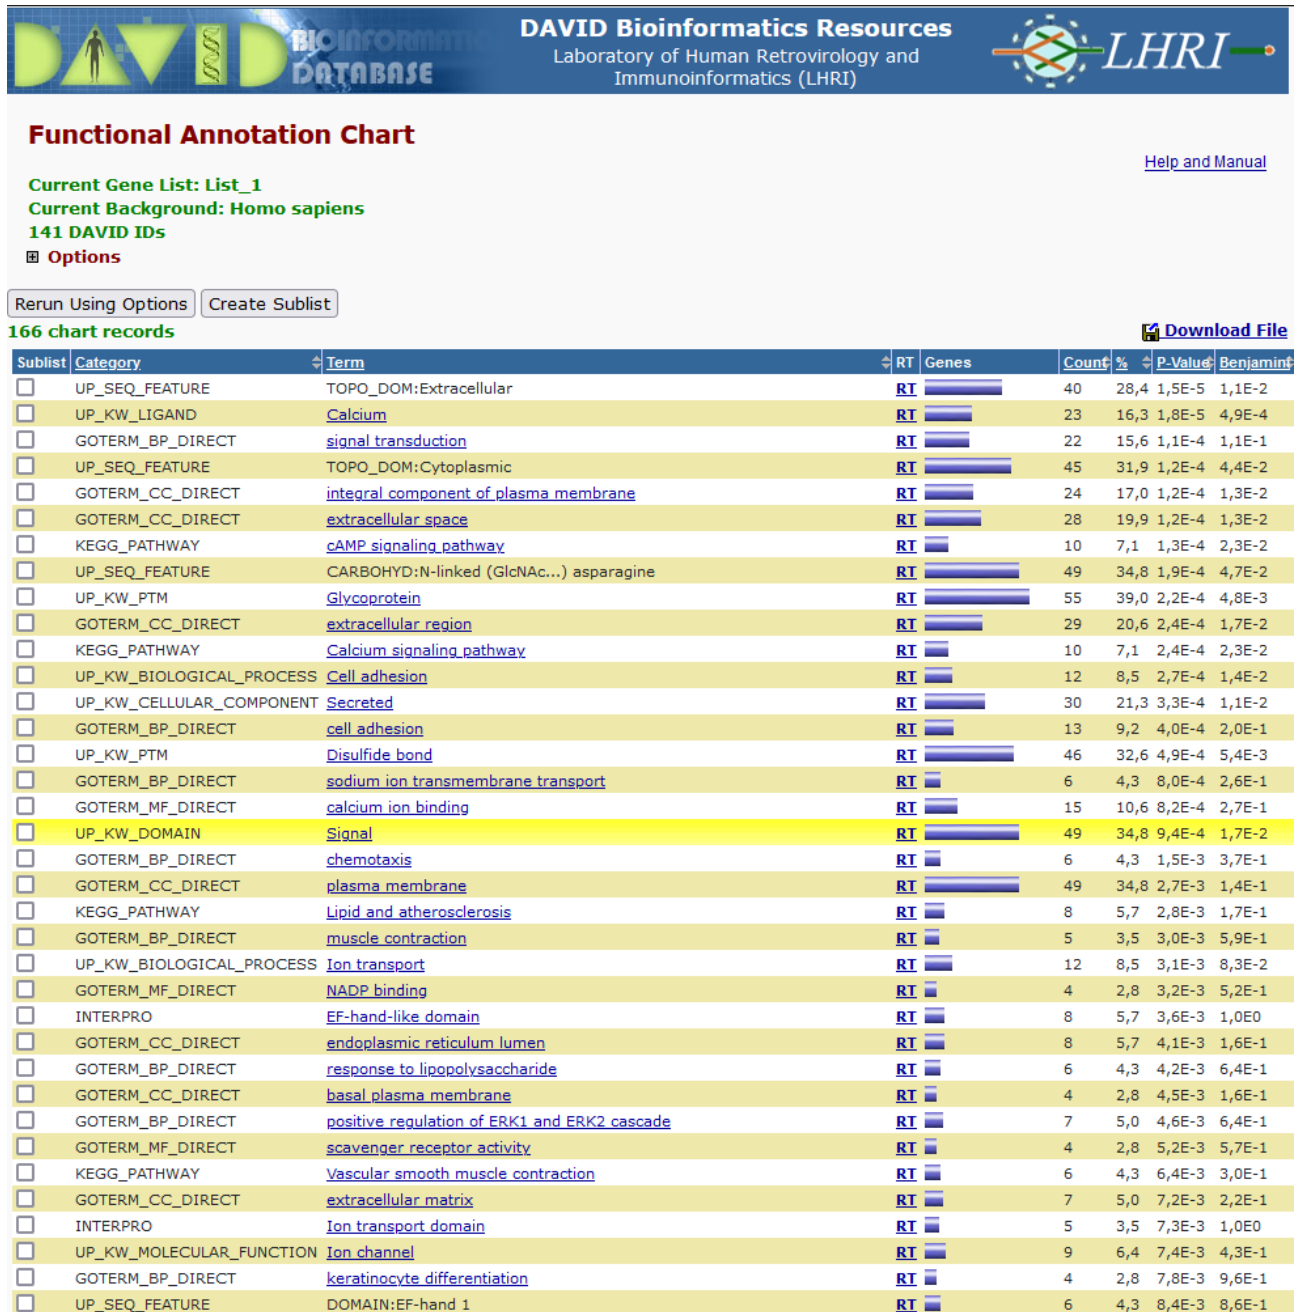 DAVID BIOINFORMATICS DATABASE
DAVID Bioinformatics Resources
Laboratory of Human Retrovirology and
Immunoinformatics (LHRI)
LHRI
Functional Annotation Chart
Help and Manual
Current Gene List: List_1
Current Background: Homo sapiens
141 DAVID IDs
Options
Rerun Using Options Create Sublist
166 chart records
Download File
Sublist Category Term RT Genes Count % P-Value Benjamini
UP_SEQ_FEATURE TOPO_DOM:Extracellular RT 40 28,4 1,5E-5 1,1E-2
UP_KW_LIGAND Calcium RT 23 16,3 1,8E-5 4,9E-4
GOTERM_BP_DIRECT signal transduction RT 22 15,6 1,1E-4 1,1E-1
UP_SEQ_FEATURE TOPO_DOM:Cytoplasmic RT 45 31,9 1,2E-4 4,4E-2
GOTERM_CC_DIRECT integral component of plasma membrane RT 24 17,0 1,2E-4 1,3E-2
GOTERM_CC_DIRECT extracellular space RT 28 19,9 1,2E-4 1,3E-2
KEGG_PATHWAY cAMP signaling pathway RT 10 7,1 1,3E-4 2,3E-2
UP_SEQ_FEATURE CARBOHYD:N-linked (GlcNAc...) asparagine RT 49 34,8 1,9E-4 4,7E-2
UP_KW_PTM Glycoprotein RT 55 39,0 2,2E-4 4,8E-3
GOTERM_CC_DIRECT extracellular region RT 29 20,6 2,4E-4 1,7E-2
KEGG_PATHWAY Calcium signaling pathway RT 10 7,1 2,4E-4 2,3E-2
UP_KW_BIOLOGICAL_PROCESS Cell adhesion RT 12 8,5 2,7E-4 1,4E-2
UP_KW_CELLULAR_COMPONENT Secreted RT 30 21,3 3,3E-4 1,1E-2
GOTERM_BP_DIRECT cell adhesion RT 13 9,2 4,0E-4 2,0E-1
UP_KW_PTM Disulfide bond RT 46 32,6 4,9E-4 5,4E-3
GOTERM_BP_DIRECT sodium ion transmembrane transport RT 6 4,3 8,0E-4 2,6E-1
GOTERM_MF_DIRECT calcium ion binding RT 15 10,6 8,2E-4 2,7E-1
UP_KW_DOMAIN Signal RT 49 34,8 9,4E-4 1,7E-2
GOTERM_BP_DIRECT chemotaxis RT 6 4,3 1,5E-3 3,7E-1
GOTERM_CC_DIRECT plasma membrane RT 49 34,8 2,7E-3 1,4E-1
KEGG_PATHWAY Lipid and atherosclerosis RT 8 5,7 2,8E-3 1,7E-1
GOTERM_BP_DIRECT muscle contraction RT 5 3,5 3,0E-3 5,9E-1
UP_KW_BIOLOGICAL_PROCESS Ion transport RT 12 8,5 3,1E-3 8,3E-2
GOTERM_MF_DIRECT NADP binding RT 4 2,8 3,2E-3 5,2E-1
INTERPRO EF-hand-like domain RT 8 5,7 3,6E-3 1,0E0
GOTERM_CC_DIRECT endoplasmic reticulum lumen RT 8 5,7 4,1E-3 1,6E-1
GOTERM_BP_DIRECT response to lipopolysaccharide RT 6 4,3 4,2E-3 6,4E-1
GOTERM_CC_DIRECT basal plasma membrane RT 4 2,8 4,5E-3 1,6E-1
GOTERM_BP_DIRECT positive regulation of ERK1 and ERK2 cascade RT 7 5,0 4,6E-3 6,4E-1
GOTERM_MF_DIRECT scavenger receptor activity RT 4 2,8 5,2E-3 5,7E-1
KEGG_PATHWAY Vascular smooth muscle contraction RT 6 4,3 6,4E-3 3,0E-1
GOTERM_CC_DIRECT extracellular matrix RT 7 5,0 7,2E-3 2,2E-1
INTERPRO Ion transport domain RT 5 3,5 7,3E-3 1,0E0
UP_KW_MOLECULAR_FUNCTION Ion channel RT 9 6,4 7,4E-3 4,3E-1
GOTERM_BP_DIRECT keratinocyte differentiation RT 4 2,8 7,8E-3 9,6E-1
UP_SEQ_FEATURE DOMAIN:EF-hand 1 RT 6 4,3 8,4E-3 8,6E-1